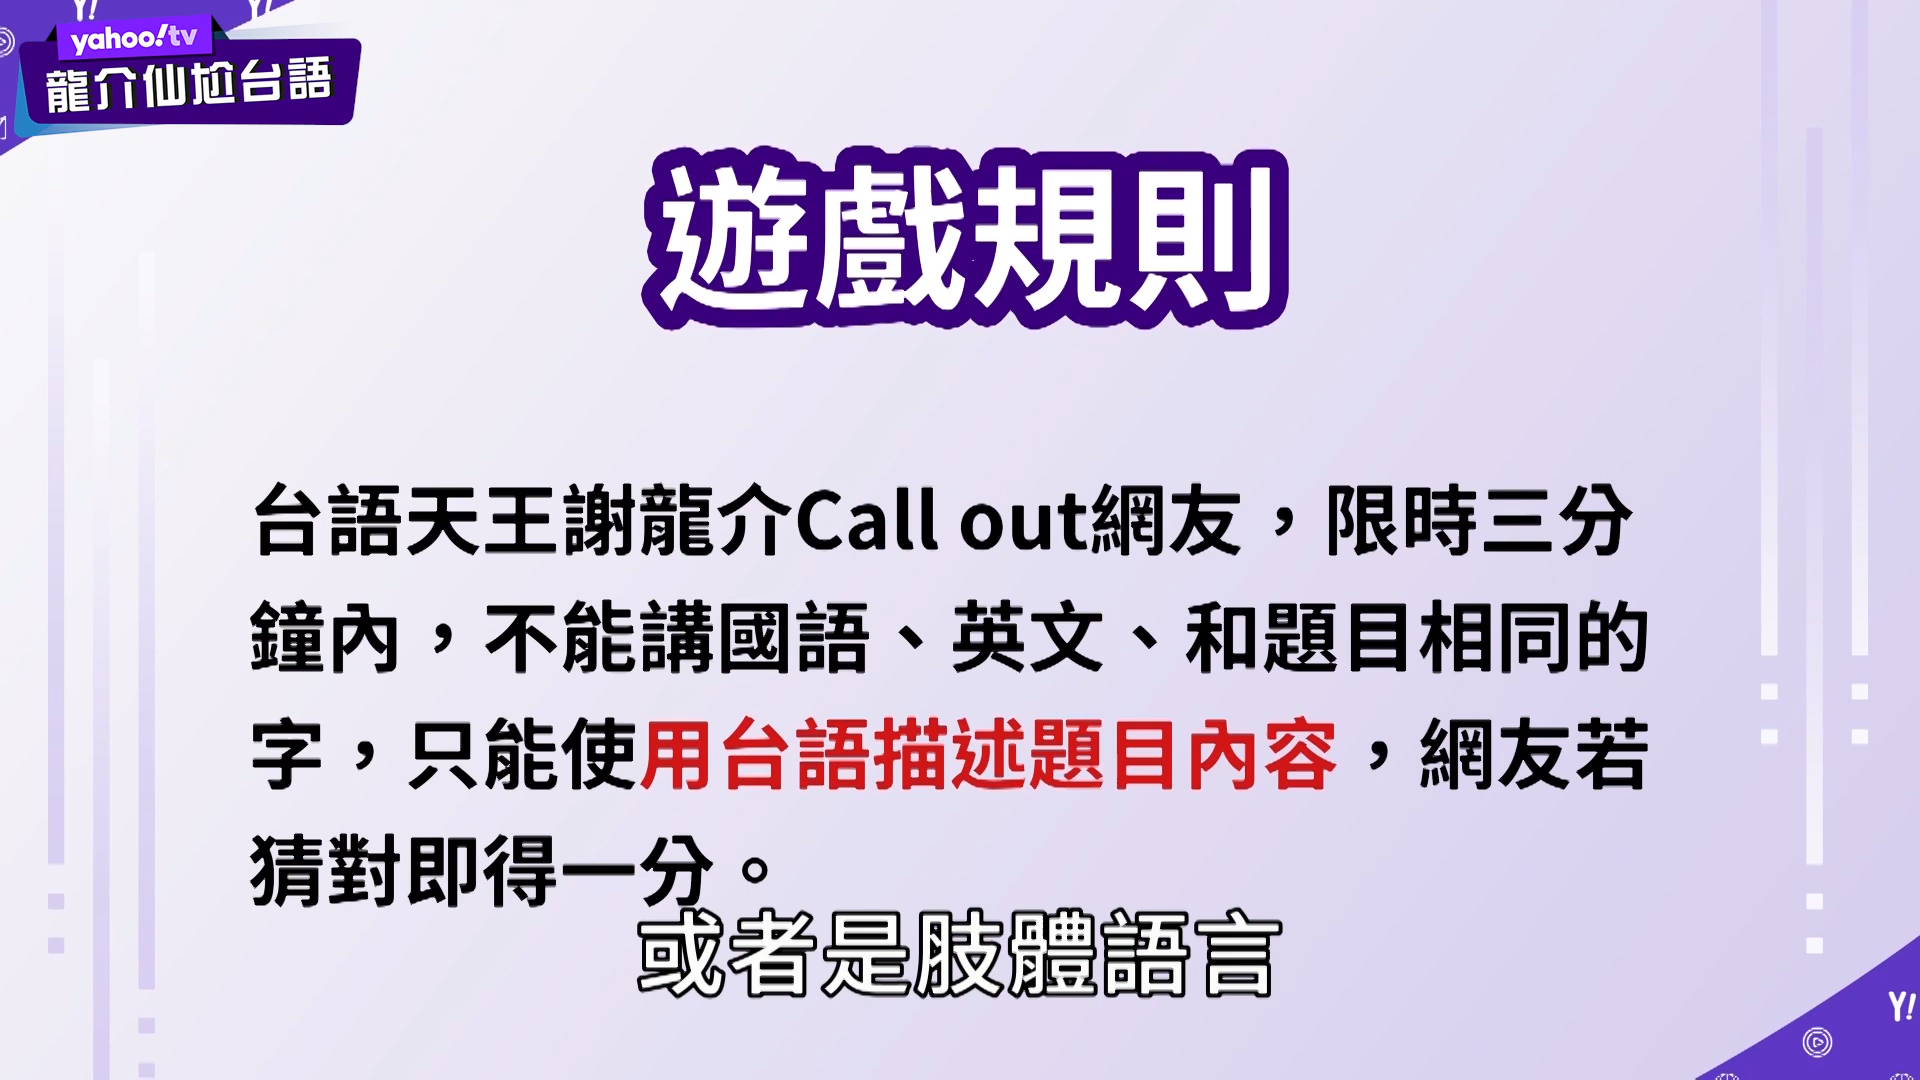 yahoo!tv
龍介仙尬台語
遊戲規則
台語天王謝龍介Call out網友，限時三分
鐘內，不能講國語、英文、和題目相同的
字，只能使用台語描述題目內容，網友若
猜對即得一分。
或者是肢體語言
Y!